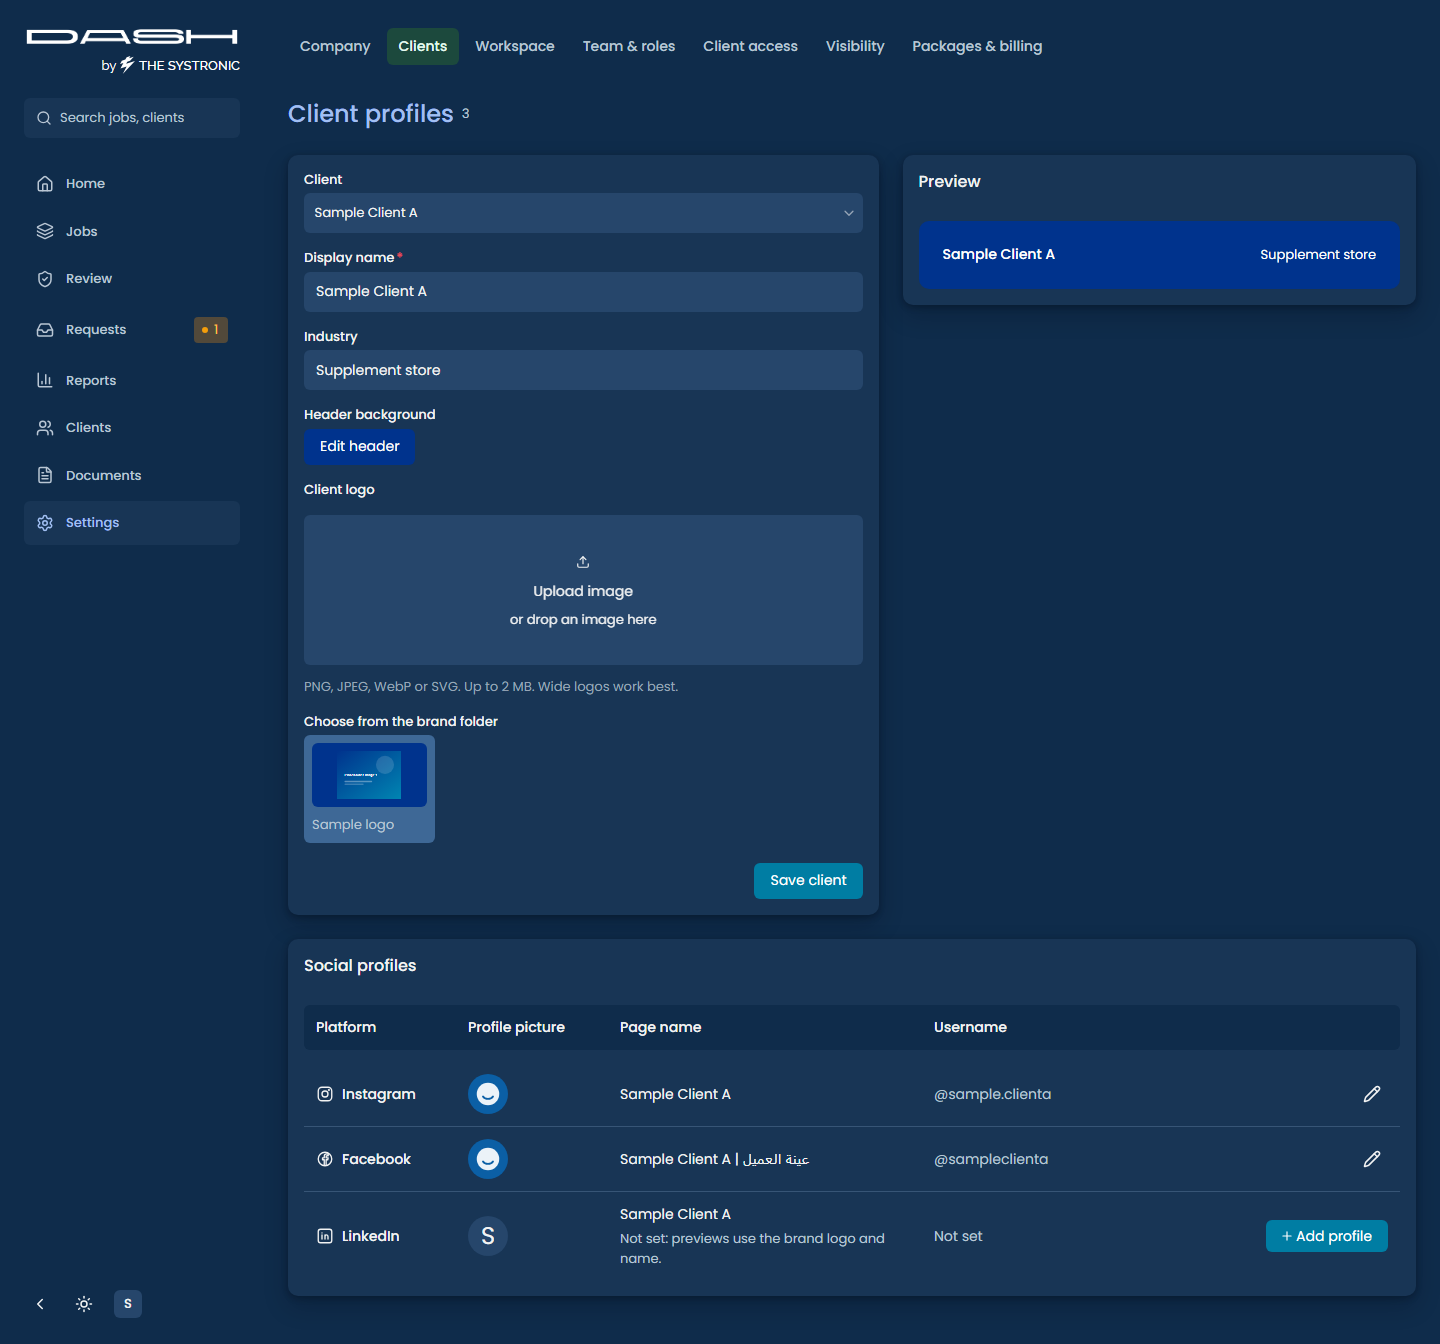 DASH
by THE SYSTRONIC
Search jobs, clients
Home
Jobs
Review
Requests
1
Reports
Clients
Documents
Settings
S
Company
Clients
Workspace
Team & roles
Client access
Visibility
Packages & billing
Client profiles 3
Client
Sample Client A
Display name *
Sample Client A
Industry
Supplement store
Header background
Edit header
Client logo
Upload image
or drop an image here
PNG, JPEG, WebP or SVG. Up to 2 MB. Wide logos work best.
Choose from the brand folder
Sample logo
Save client
Preview
Sample Client A
Supplement store
Social profiles
Platform
Profile picture
Page name
Username
Instagram
Sample Client A
@sample.clienta
Facebook
Sample Client A | عينة العميل
@sampleclienta
LinkedIn
S
Sample Client A
Not set: previews use the brand logo and
name.
Not set
+ Add profile